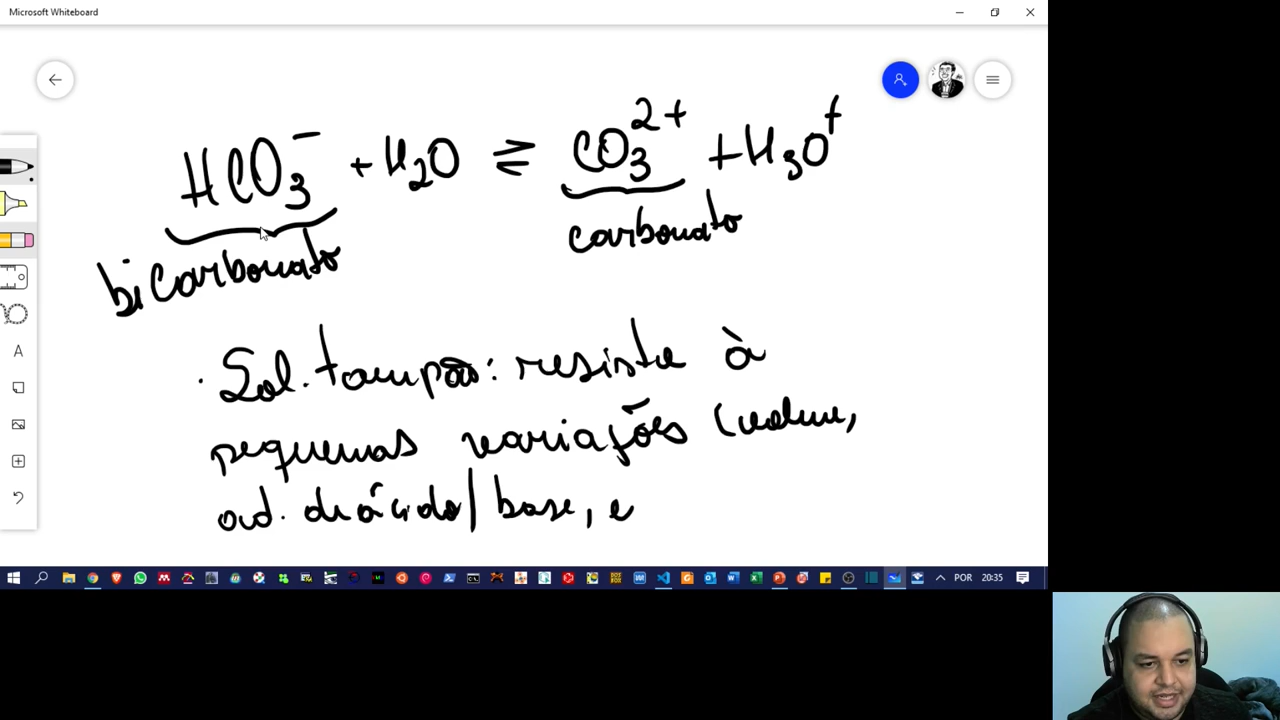 Microsoft Whiteboard
HCO₃⁻ + H₂O ⇌ CO₃²⁺ + H₃O⁺
bicarbonato carbonato
· Sol. tampão: resiste à
pequenas variações (volume,
ad. de ácido/base, e
A
POR 20:35